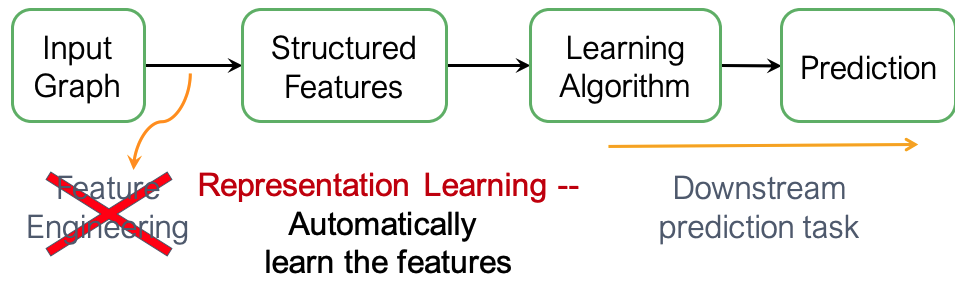 Input
Graph
Structured
Features
Learning
Algorithm
Prediction
Feature
Engineering
Representation Learning --
Automatically
learn the features
Downstream
prediction task